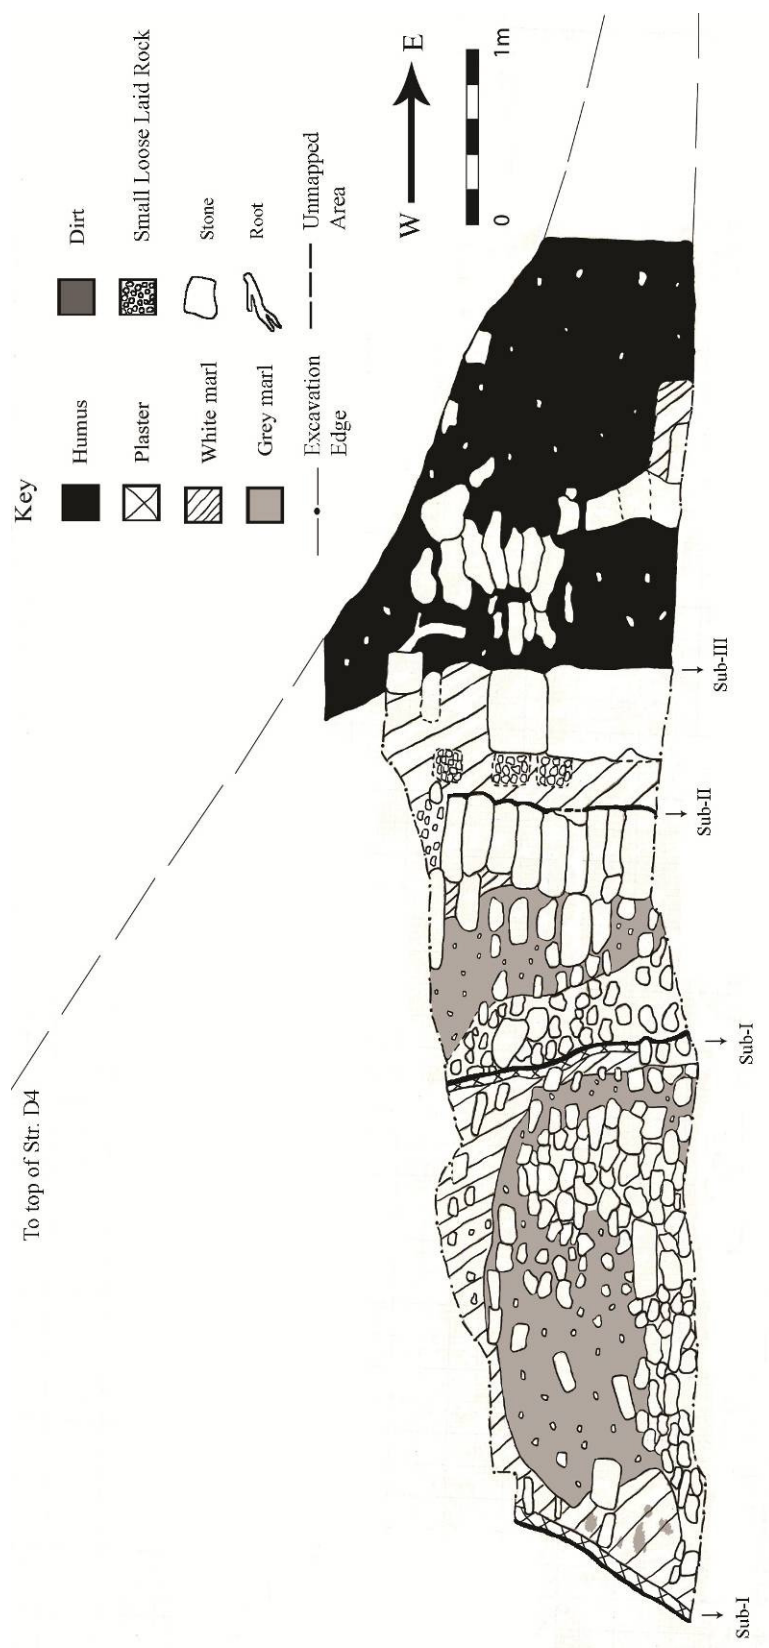 Key
Humus
Plaster
White marl
Grey marl
Excavation
Edge
Dirt
Small Loose Laid Rock
Stone
Root
Unmapped
Area
W
E
0
1m
To top of Str. D4
Sub-I
Sub-I
Sub-II
Sub-III